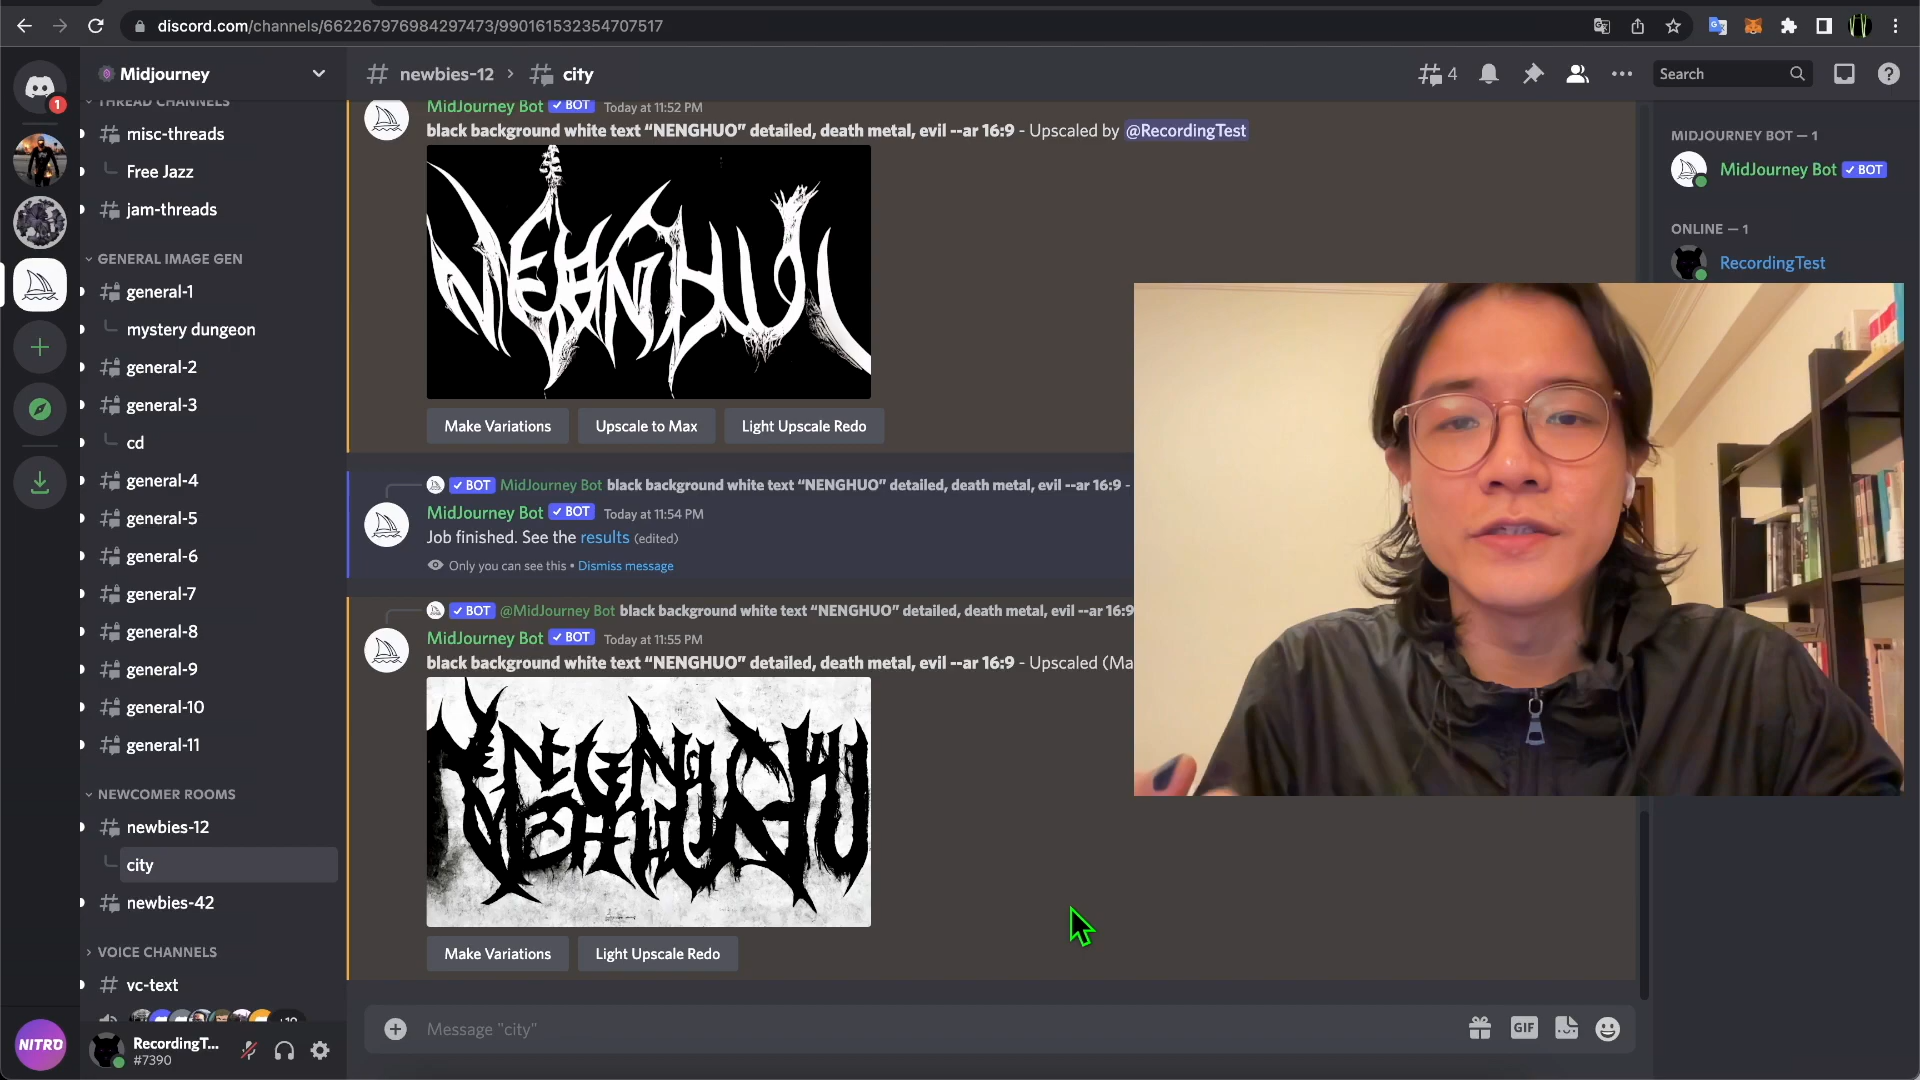 discord.com/channels/662267976984297473/990161532354707517
Midjourney
THREAD CHANNELS
misc-threads
Free Jazz
jam-threads
GENERAL IMAGE GEN
general-1
mystery dungeon
general-2
general-3
cd
general-4
general-5
general-6
general-7
general-8
general-9
general-10
general-11
NEWCOMER ROOMS
newbies-12
city
newbies-42
VOICE CHANNELS
vc-text
NITRO
RecordingT...
#7390
1
newbies-12 > city
4
Search
MidJourney Bot ✓ BOT Today at 11:52 PM
black background white text “NENGHUO” detailed, death metal, evil --ar 16:9 - Upscaled by @RecordingTest
Make Variations
Upscale to Max
Light Upscale Redo
✓ BOT MidJourney Bot black background white text “NENGHUO” detailed, death metal, evil --ar 16:9 -
MidJourney Bot ✓ BOT Today at 11:54 PM
Job finished. See the results (edited)
Only you can see this • Dismiss message
✓ BOT @MidJourney Bot black background white text “NENGHUO” detailed, death metal, evil --ar 16:9
MidJourney Bot ✓ BOT Today at 11:55 PM
black background white text “NENGHUO” detailed, death metal, evil --ar 16:9 - Upscaled (Ma
Make Variations
Light Upscale Redo
Message "city"
GIF
MIDJOURNEY BOT — 1
MidJourney Bot ✓ BOT
ONLINE — 1
RecordingTest